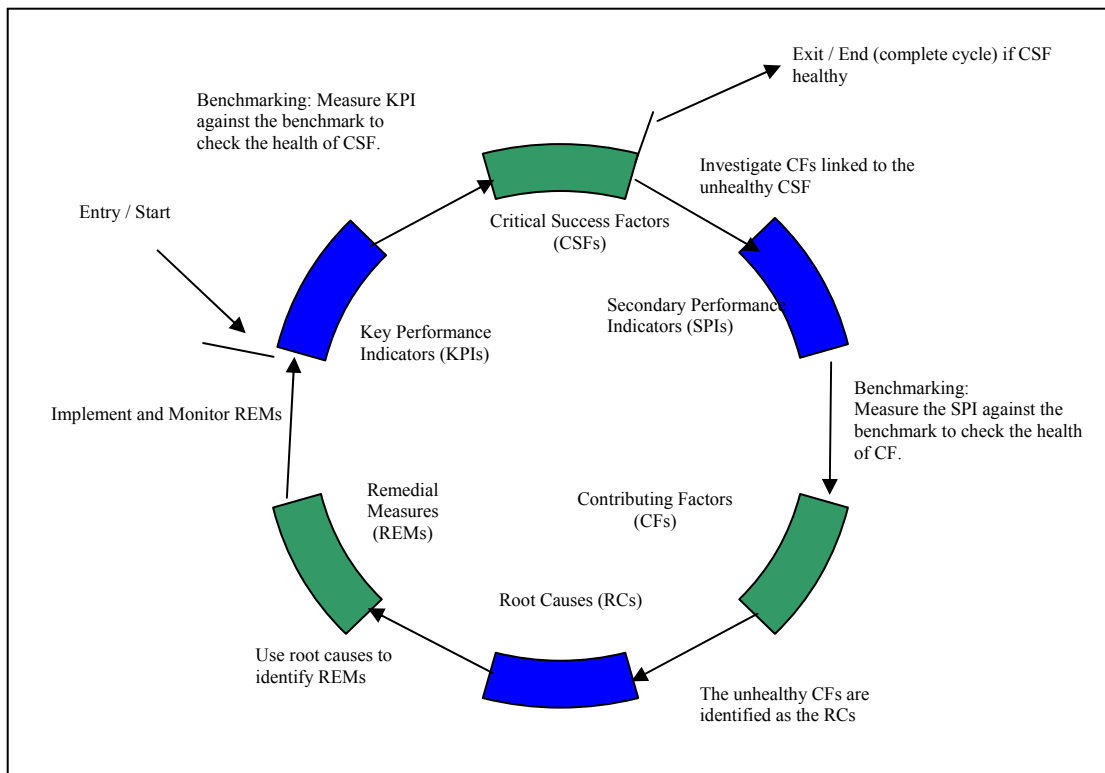 Exit / End (complete cycle) if CSF
healthy
Benchmarking: Measure KPI
against the benchmark to
check the health of CSF.
Investigate CFs linked to the
unhealthy CSF
Entry / Start
Critical Success Factors
(CSFs)
Secondary Performance
Indicators (SPIs)
Key Performance
Indicators (KPIs)
Implement and Monitor REMs
Benchmarking:
Measure the SPI against the
benchmark to check the health
of CF.
Remedial
Measures
(REMs)
Contributing Factors
(CFs)
Root Causes (RCs)
Use root causes to
identify REMs
The unhealthy CFs are
identified as the RCs